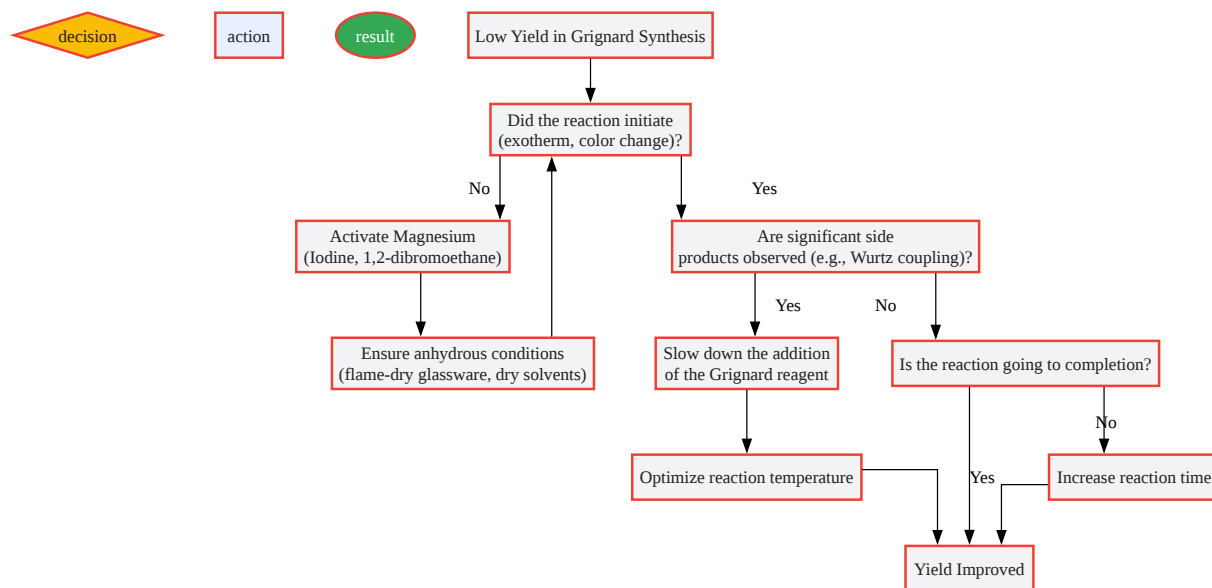 decision
action
result
Low Yield in Grignard Synthesis
Did the reaction initiate
(exotherm, color change)?
No
Yes
Activate Magnesium
(Iodine, 1,2-dibromoethane)
Are significant side
products observed (e.g., Wurtz coupling)?
Yes
No
Ensure anhydrous conditions
(flame-dry glassware, dry solvents)
Slow down the addition
of the Grignard reagent
Is the reaction going to completion?
No
Optimize reaction temperature
Yes
Increase reaction time
Yield Improved